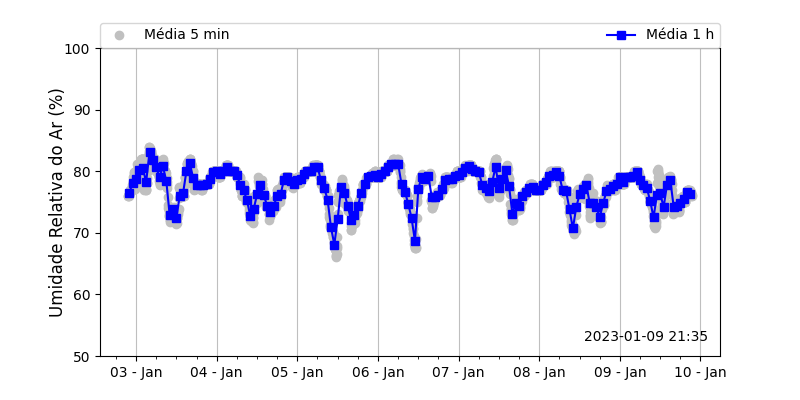 Média 5 min
Média 1 h
Umidade Relativa do Ar (%)
100
90
80
70
60
50
2023-01-09 21:35
03 - Jan
04 - Jan
05 - Jan
06 - Jan
07 - Jan
08 - Jan
09 - Jan
10 - Jan